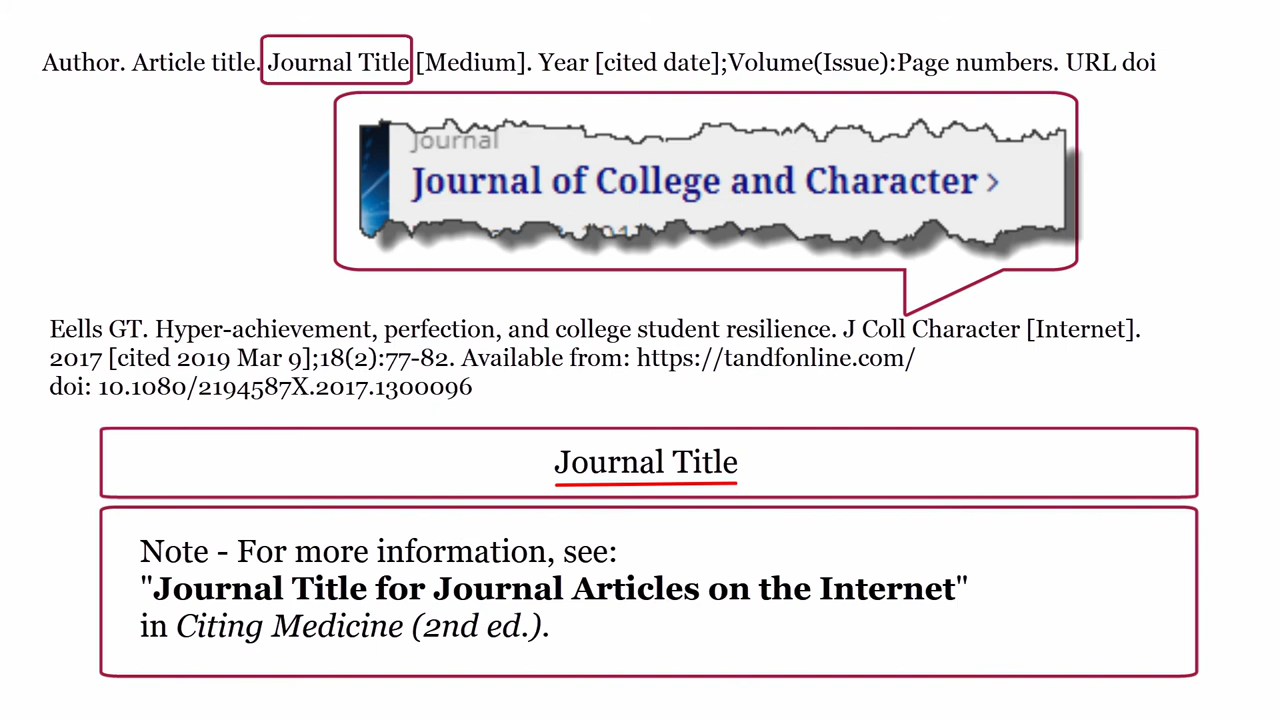 Author. Article title. Journal Title [Medium]. Year [cited date];Volume(Issue):Page numbers. URL doi
Journal
Journal of College and Character >
Eells GT. Hyper-achievement, perfection, and college student resilience. J Coll Character [Internet].
2017 [cited 2019 Mar 9];18(2):77-82. Available from: https://tandfonline.com/
doi: 10.1080/2194587X.2017.1300096
Journal Title
Note - For more information, see:
"Journal Title for Journal Articles on the Internet"
in Citing Medicine (2nd ed.).